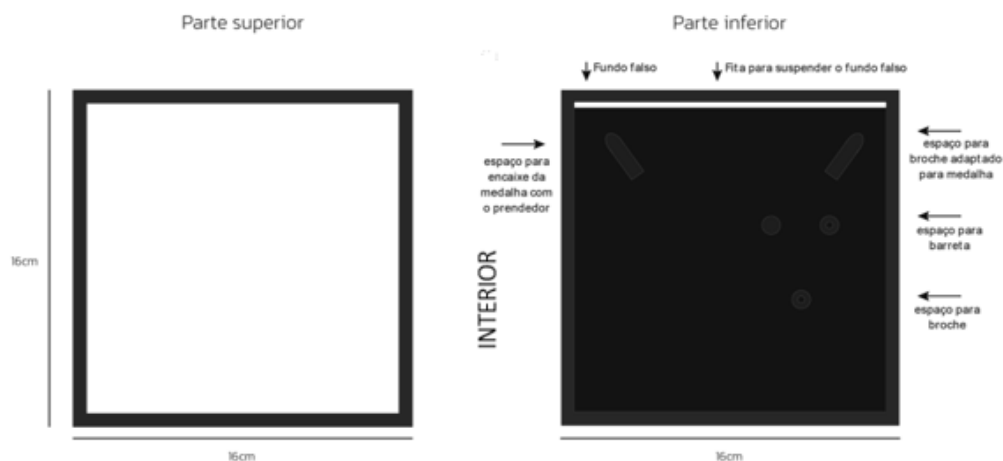 Parte superior
16cm
16cm
Parte inferior
Fundo falso
Fita para suspender o fundo falso
espaço para
encaixe da
medalha com
o prendedor
INTERIOR
espaço para
broche adaptado
para medalha
espaço para
barreta
espaço para
broche
16cm